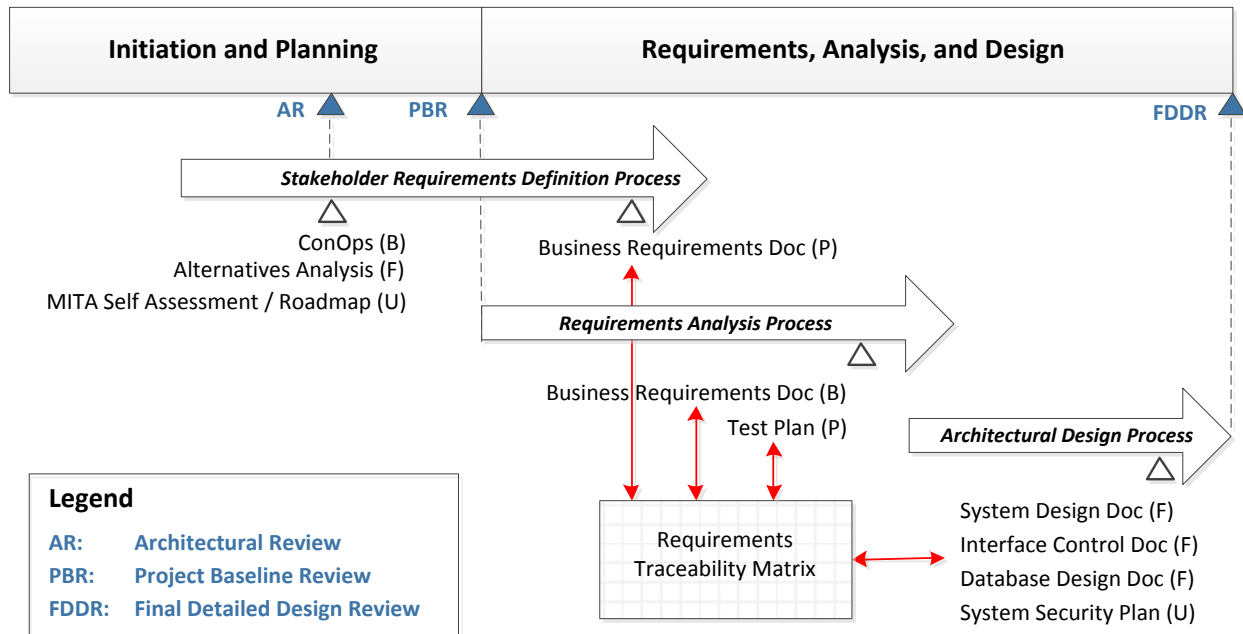 Initiation and Planning
Requirements, Analysis, and Design
AR
PBR
FDDR
Stakeholder Requirements Definition Process
ConOps (B)
Alternatives Analysis (F)
MITA Self Assessment / Roadmap (U)
Business Requirements Doc (P)
Requirements Analysis Process
Business Requirements Doc (B)
Test Plan (P)
Architectural Design Process
Legend
AR: Architectural Review
PBR: Project Baseline Review
FDDR: Final Detailed Design Review
Requirements
Traceability Matrix
System Design Doc (F)
Interface Control Doc (F)
Database Design Doc (F)
System Security Plan (U)